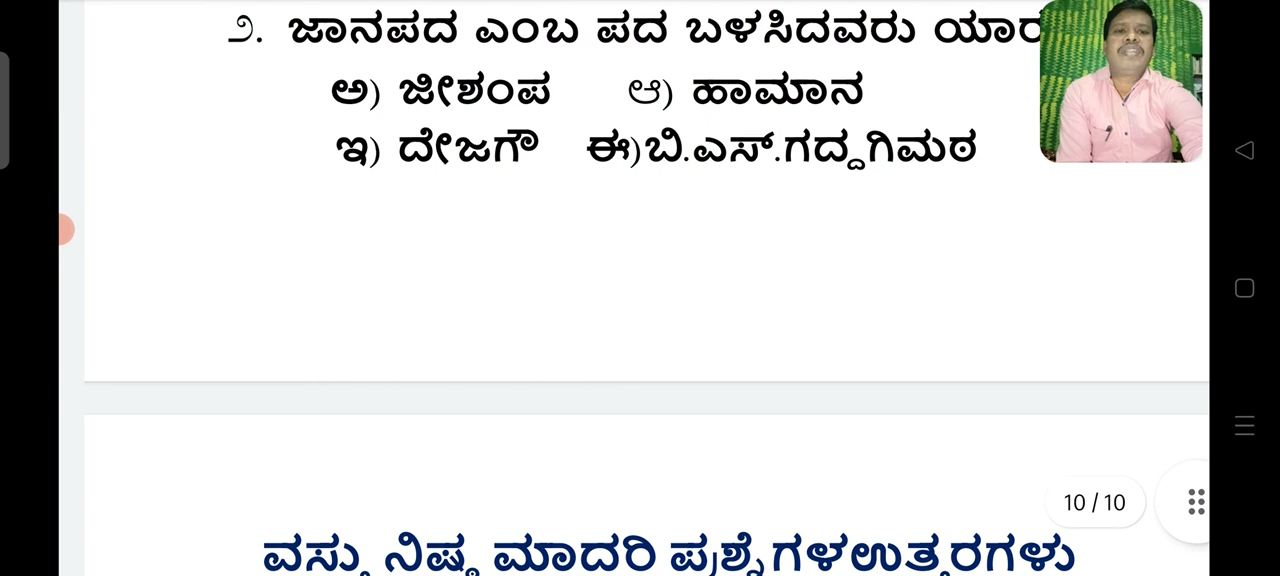 ೨. ಜಾನಪದ ಎಂಬ ಪದ ಬಳಸಿದವರು
ಅ) ಜೀಶಂಪ ಆ) ಹಾಮಾನ
ಇ) ದೇಜಗೌ ಈ)ಬಿ.ಎಸ್.ಗದ್ದಗಿಮಠ
10 / 10
ವಸ್ತು ನಿಷ್ಠ ಮಾದರಿ ಪ್ರಶ್ನೆಗಳಉತ್ತರಗಳು